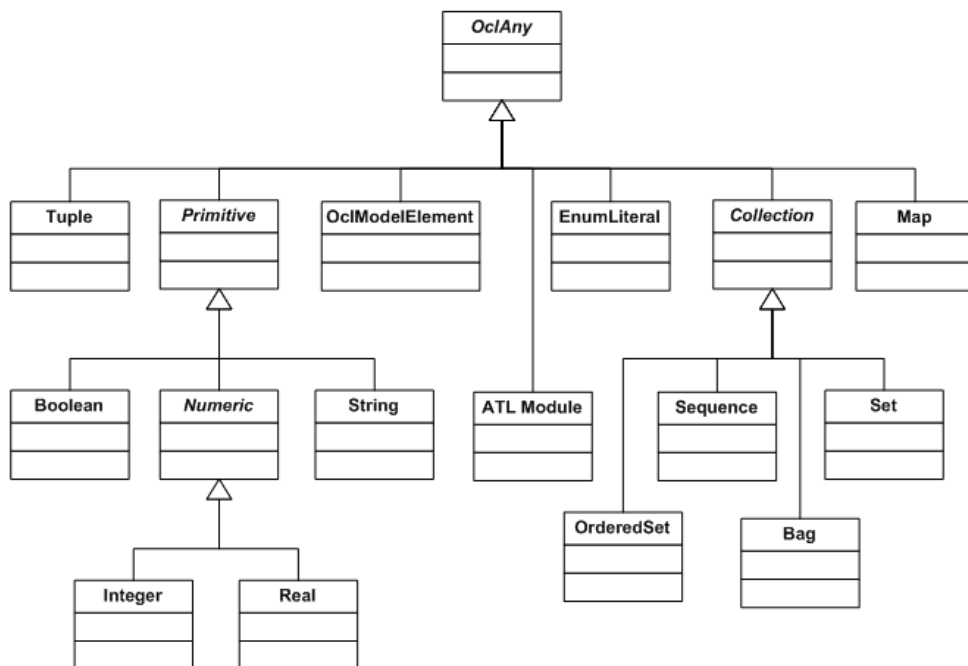 OclAny
Tuple
Primitive
OclModelElement
EnumLiteral
Collection
Map
Boolean
Numeric
String
ATL Module
Sequence
Set
OrderedSet
Bag
Integer
Real